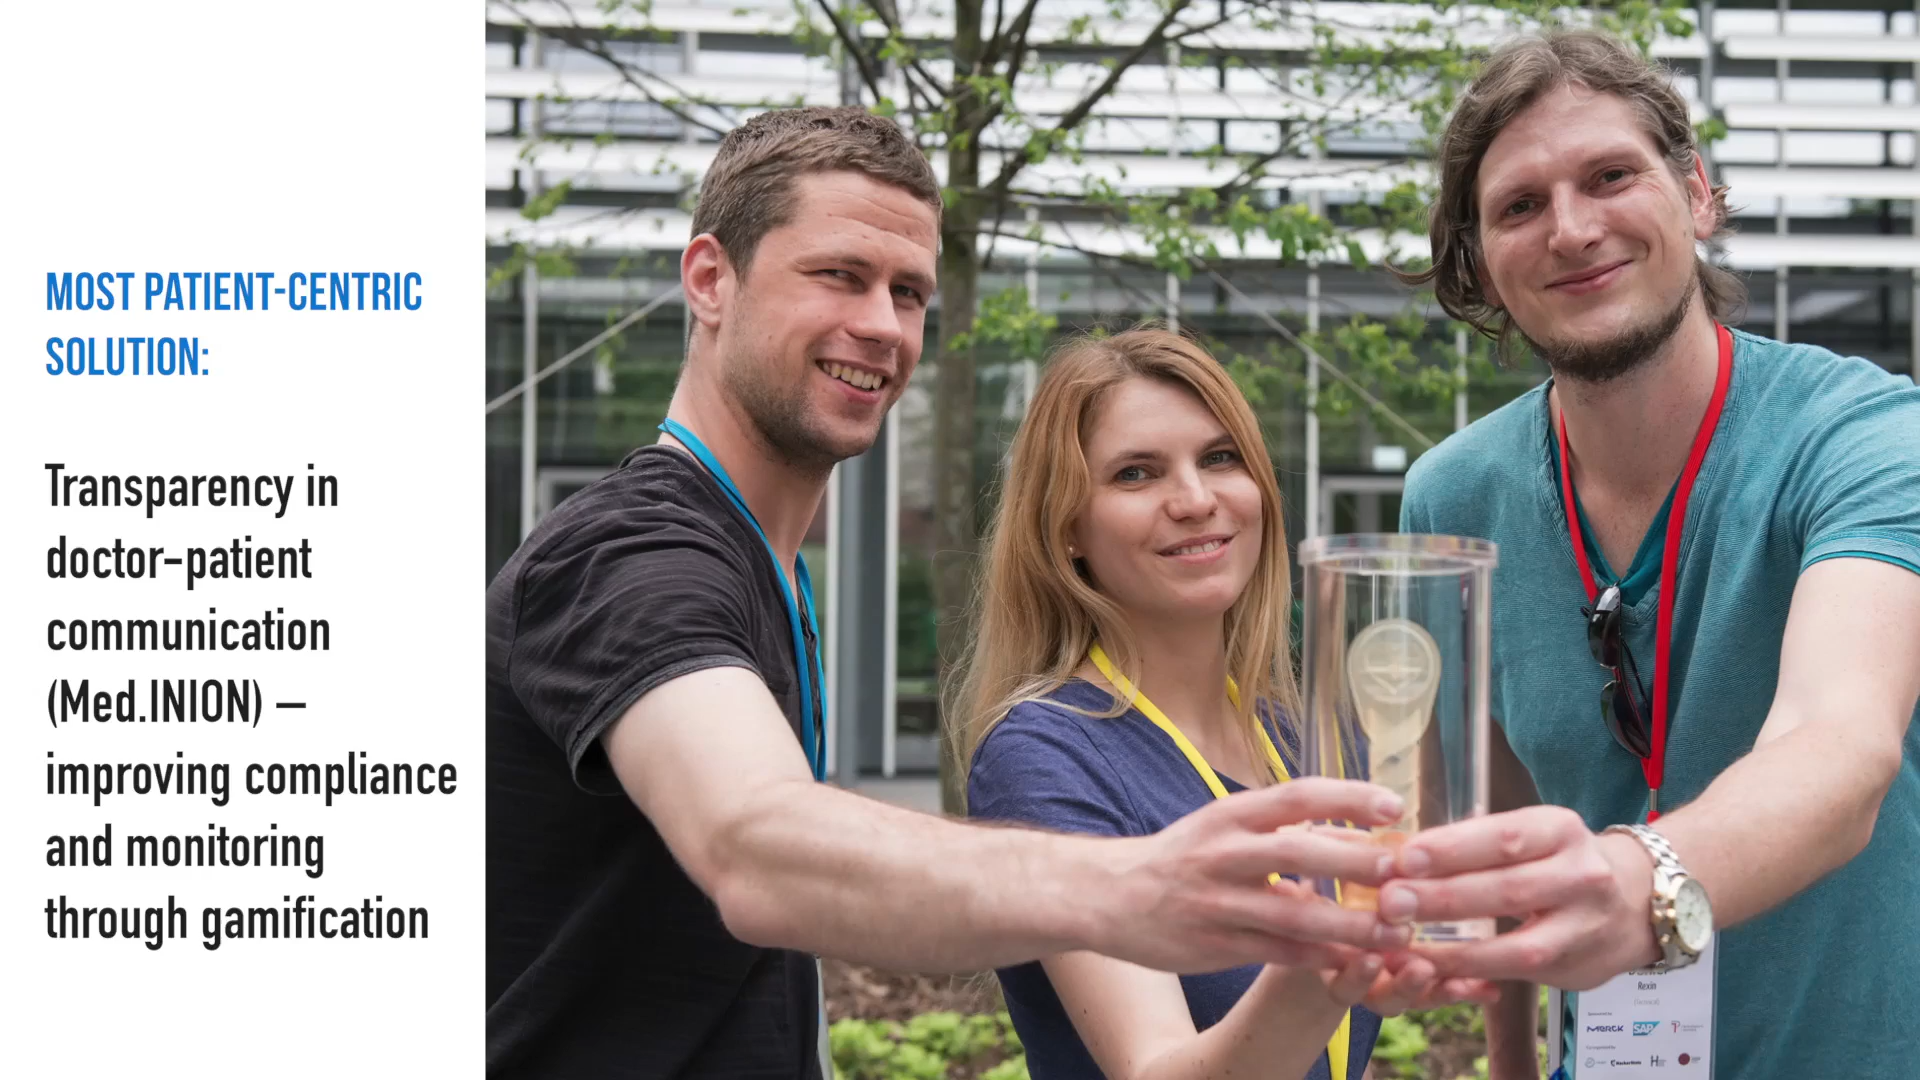 MOST PATIENT-CENTRIC
SOLUTION:
Transparency in
doctor-patient
communication
(Med.INION) –
improving compliance
and monitoring
through gamification
Rexin
MERCK SAP